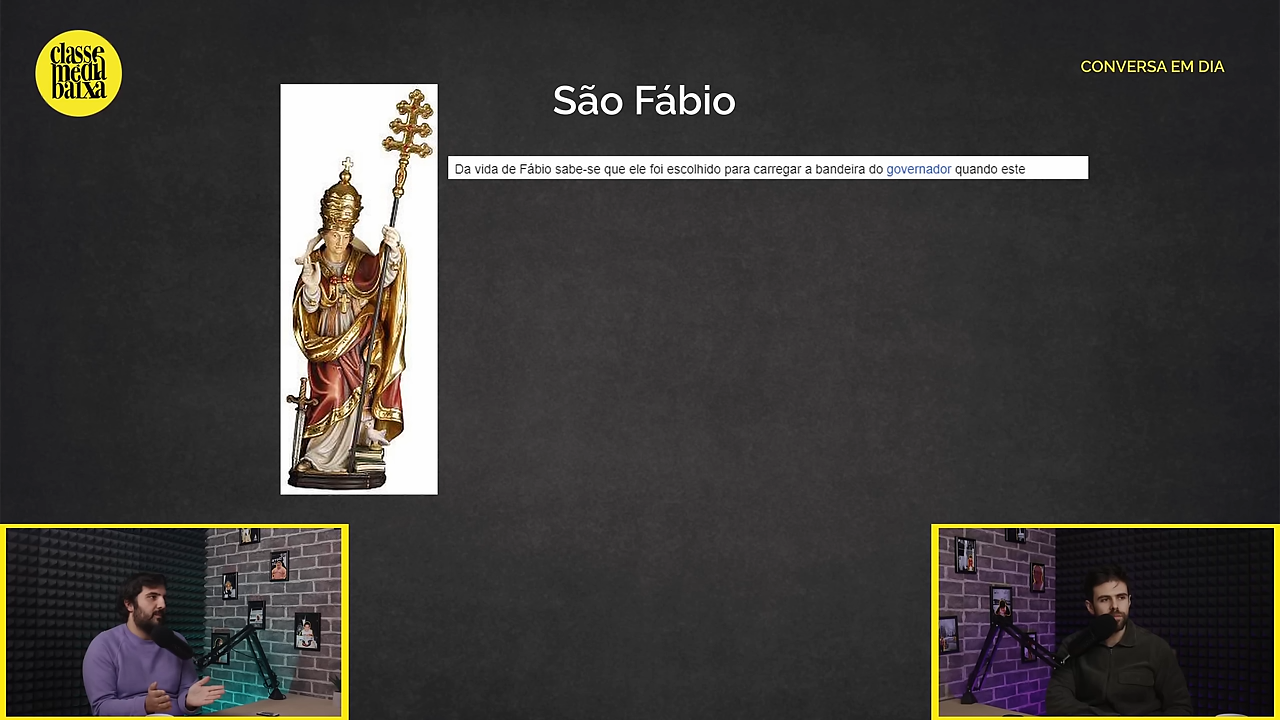 classe
média
baixa
CONVERSA EM DIA
São Fábio
Da vida de Fábio sabe-se que ele foi escolhido para carregar a bandeira do governador quando este